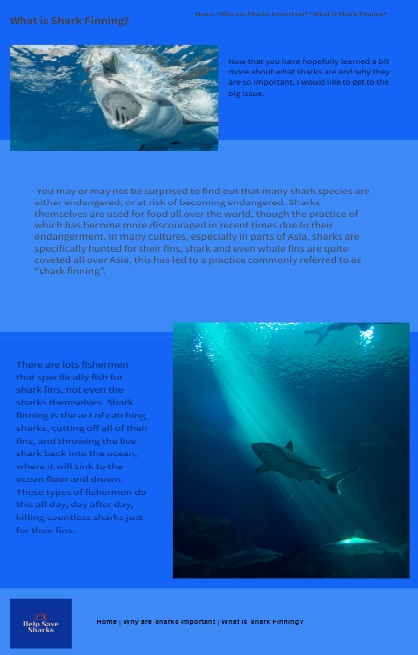 Home | Why are Sharks Important? | What is Shark Finning?
What is Shark Finning?
Now that you have hopefully learned a bit
more about what sharks are and why they
are so important, I would like to get to the
big issue.
You may or may not be surprised to find out that many shark species are
either endangered, or at risk of becoming endangered. Sharks
themselves are used for food all over the world, though the practice of
which has become more discouraged in recent times due to their
endangerment. In many cultures, especially in parts of Asia, sharks are
specifically hunted for their fins, shark and even whale fins are quite
coveted all over Asia, this has led to a practice commonly referred to as
"shark finning".
There are lots fishermen
that specifically fish for
shark fins, not even the
sharks themselves. Shark
finning is the act of catching
sharks, cutting off all of their
fins, and throwing the live
shark back into the ocean,
where it will sink to the
ocean floor and drown.
These types of fishermen do
this all day, day after day,
killing countless sharks just
for their fins.
Help Save
Sharks
Home | Why are Sharks Important | What is Shark Finning?